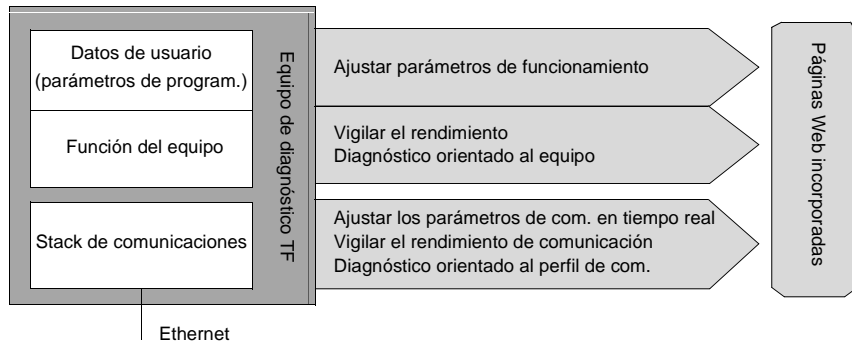 Datos de usuario
(parámetros de program.)
Función del equipo
Stack de comunicaciones
Equipo de diagnóstico TF
Ajustar parámetros de funcionamiento
Vigilar el rendimiento
Diagnóstico orientado al equipo
Ajustar los parámetros de com. en tiempo real
Vigilar el rendimiento de comunicación
Diagnóstico orientado al perfil de com.
Páginas Web incorporadas
Ethernet